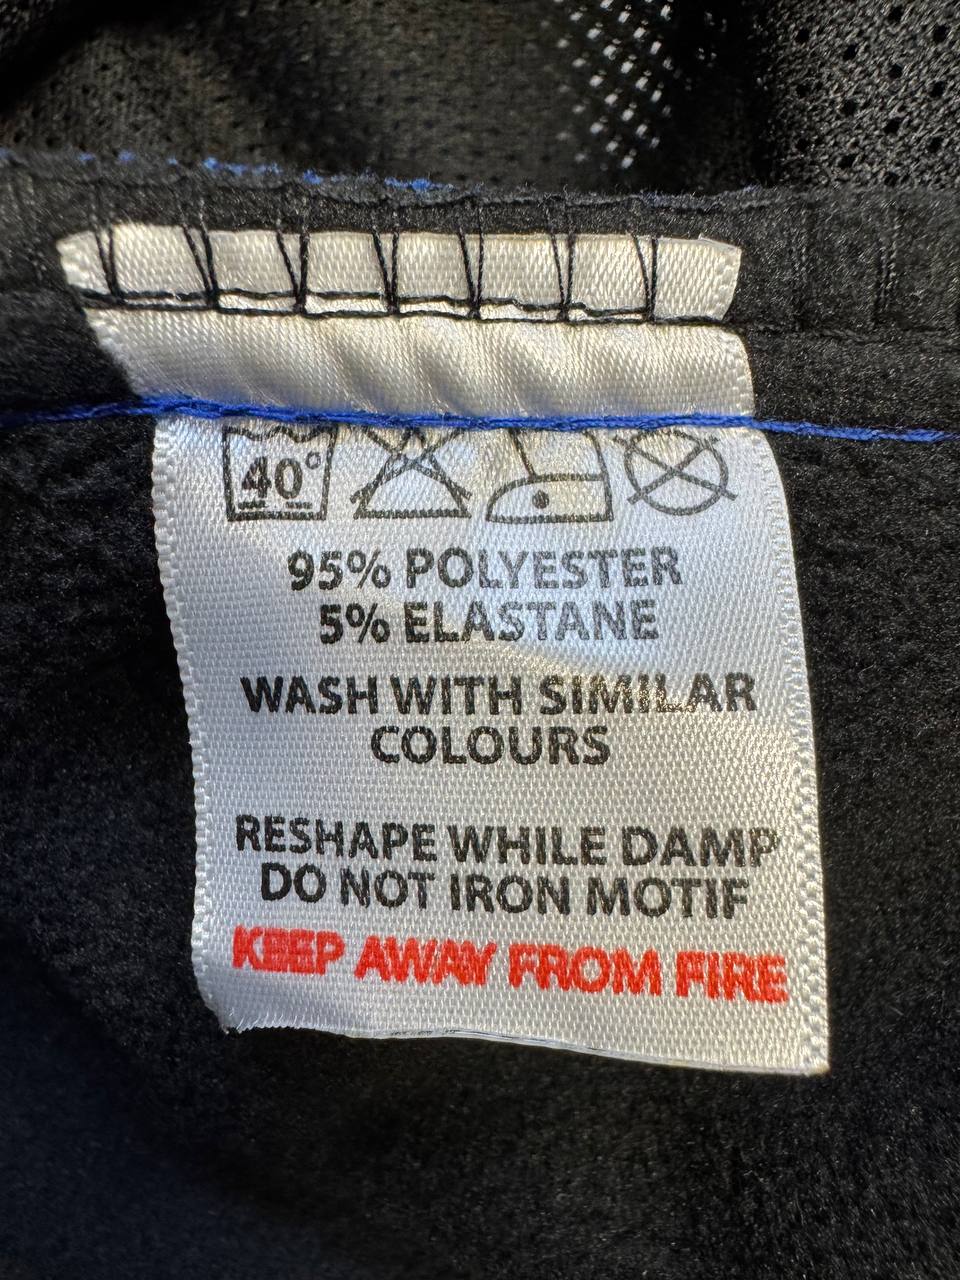 40°
95% POLYESTER
5% ELASTANE
WASH WITH SIMILAR
COLOURS
RESHAPE WHILE DAMP
DO NOT IRON MOTIF
KEEP AWAY FROM FIRE